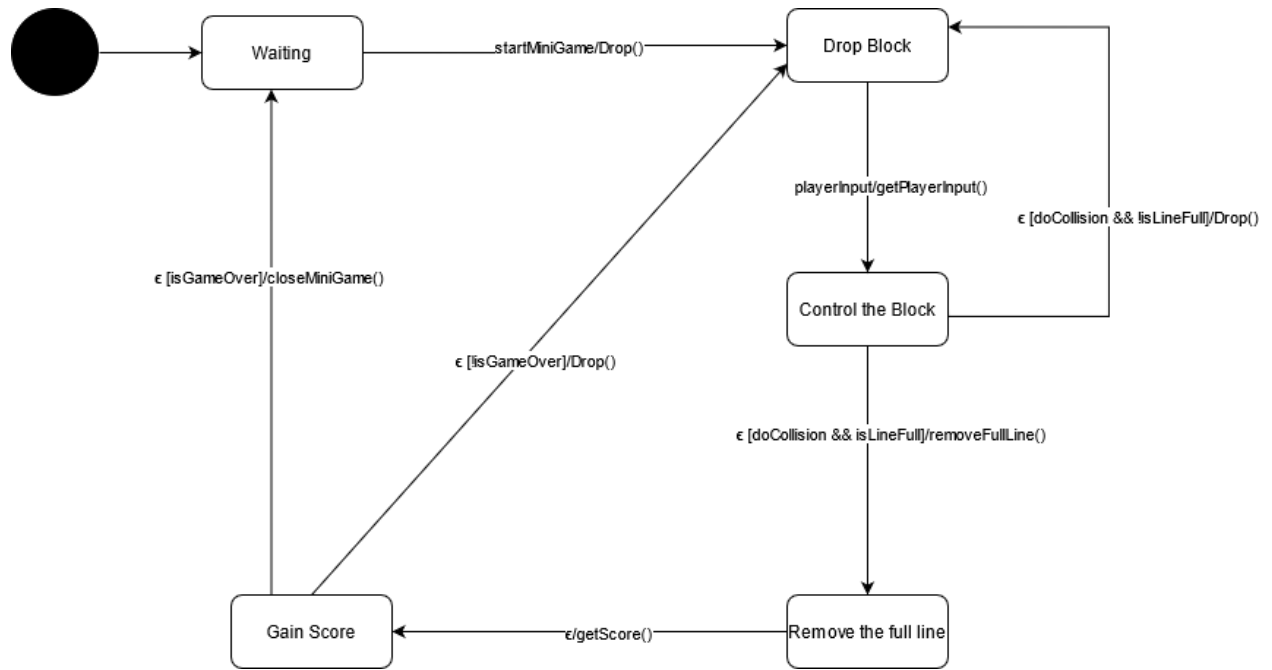 Waiting
startMiniGame/Drop()
Drop Block
playerInput/getPlayerInput()
ϵ [doCollision && !isLineFull]/Drop()
ϵ [isGameOver]/closeMiniGame()
Control the Block
ϵ [!isGameOver]/Drop()
ϵ [doCollision && isLineFull]/removeFullLine()
Gain Score
ϵ/getScore()
Remove the full line